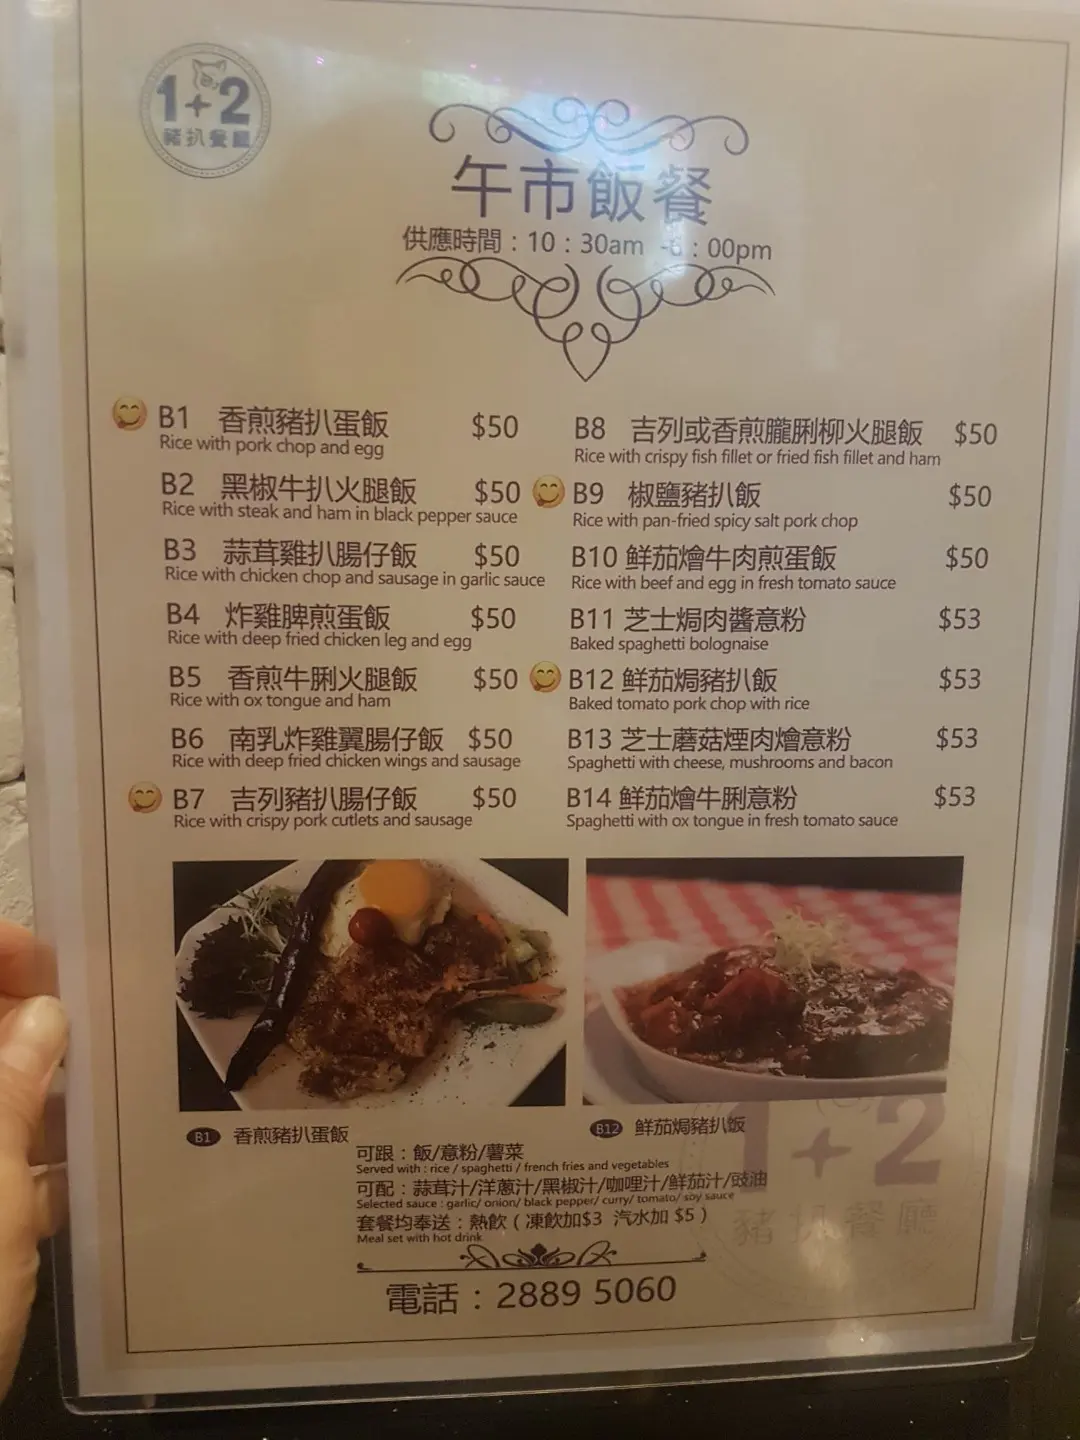 1+2
豬扒餐廳
午市飯餐
供應時間：10：30am -6：00pm
B1 香煎豬扒蛋飯 $50
Rice with pork chop and egg
B2 黑椒牛扒火腿飯 $50
Rice with steak and ham in black pepper sauce
B3 蒜茸雞扒腸仔飯 $50
Rice with chicken chop and sausage in garlic sauce
B4 炸雞脾煎蛋飯 $50
Rice with deep fried chicken leg and egg
B5 香煎牛脷火腿飯 $50
Rice with ox tongue and ham
B6 南乳炸雞翼腸仔飯 $50
Rice with deep fried chicken wings and sausage
B7 吉列豬扒腸仔飯 $50
Rice with crispy pork cutlets and sausage
B8 吉列或香煎朧脷柳火腿飯 $50
Rice with crispy fish fillet or fried fish fillet and ham
B9 椒鹽豬扒飯 $50
Rice with pan-fried spicy salt pork chop
B10 鮮茄燴牛肉煎蛋飯 $50
Rice with beef and egg in fresh tomato sauce
B11 芝士焗肉醬意粉 $53
Baked spaghetti bolognaise
B12 鮮茄焗豬扒飯 $53
Baked tomato pork chop with rice
B13 芝士蘑菇煙肉燴意粉 $53
Spaghetti with cheese, mushrooms and bacon
B14 鮮茄燴牛脷意粉 $53
Spaghetti with ox tongue in fresh tomato sauce
B1 香煎豬扒蛋飯
B12 鮮茄焗豬扒飯
可跟：飯/意粉/薯菜
Served with : rice / spaghetti / french fries and vegetables
可配：蒜茸汁/洋蔥汁/黑椒汁/咖哩汁/鮮茄汁/豉油
Selected sauce : garlic/ onion/ black pepper/ curry/ tomato/ soy sauce
套餐均奉送：熱飲（凍飲加$3 汽水加 $5）
Meal set with hot drink
1+2
豬扒餐廳
電話：2889 5060